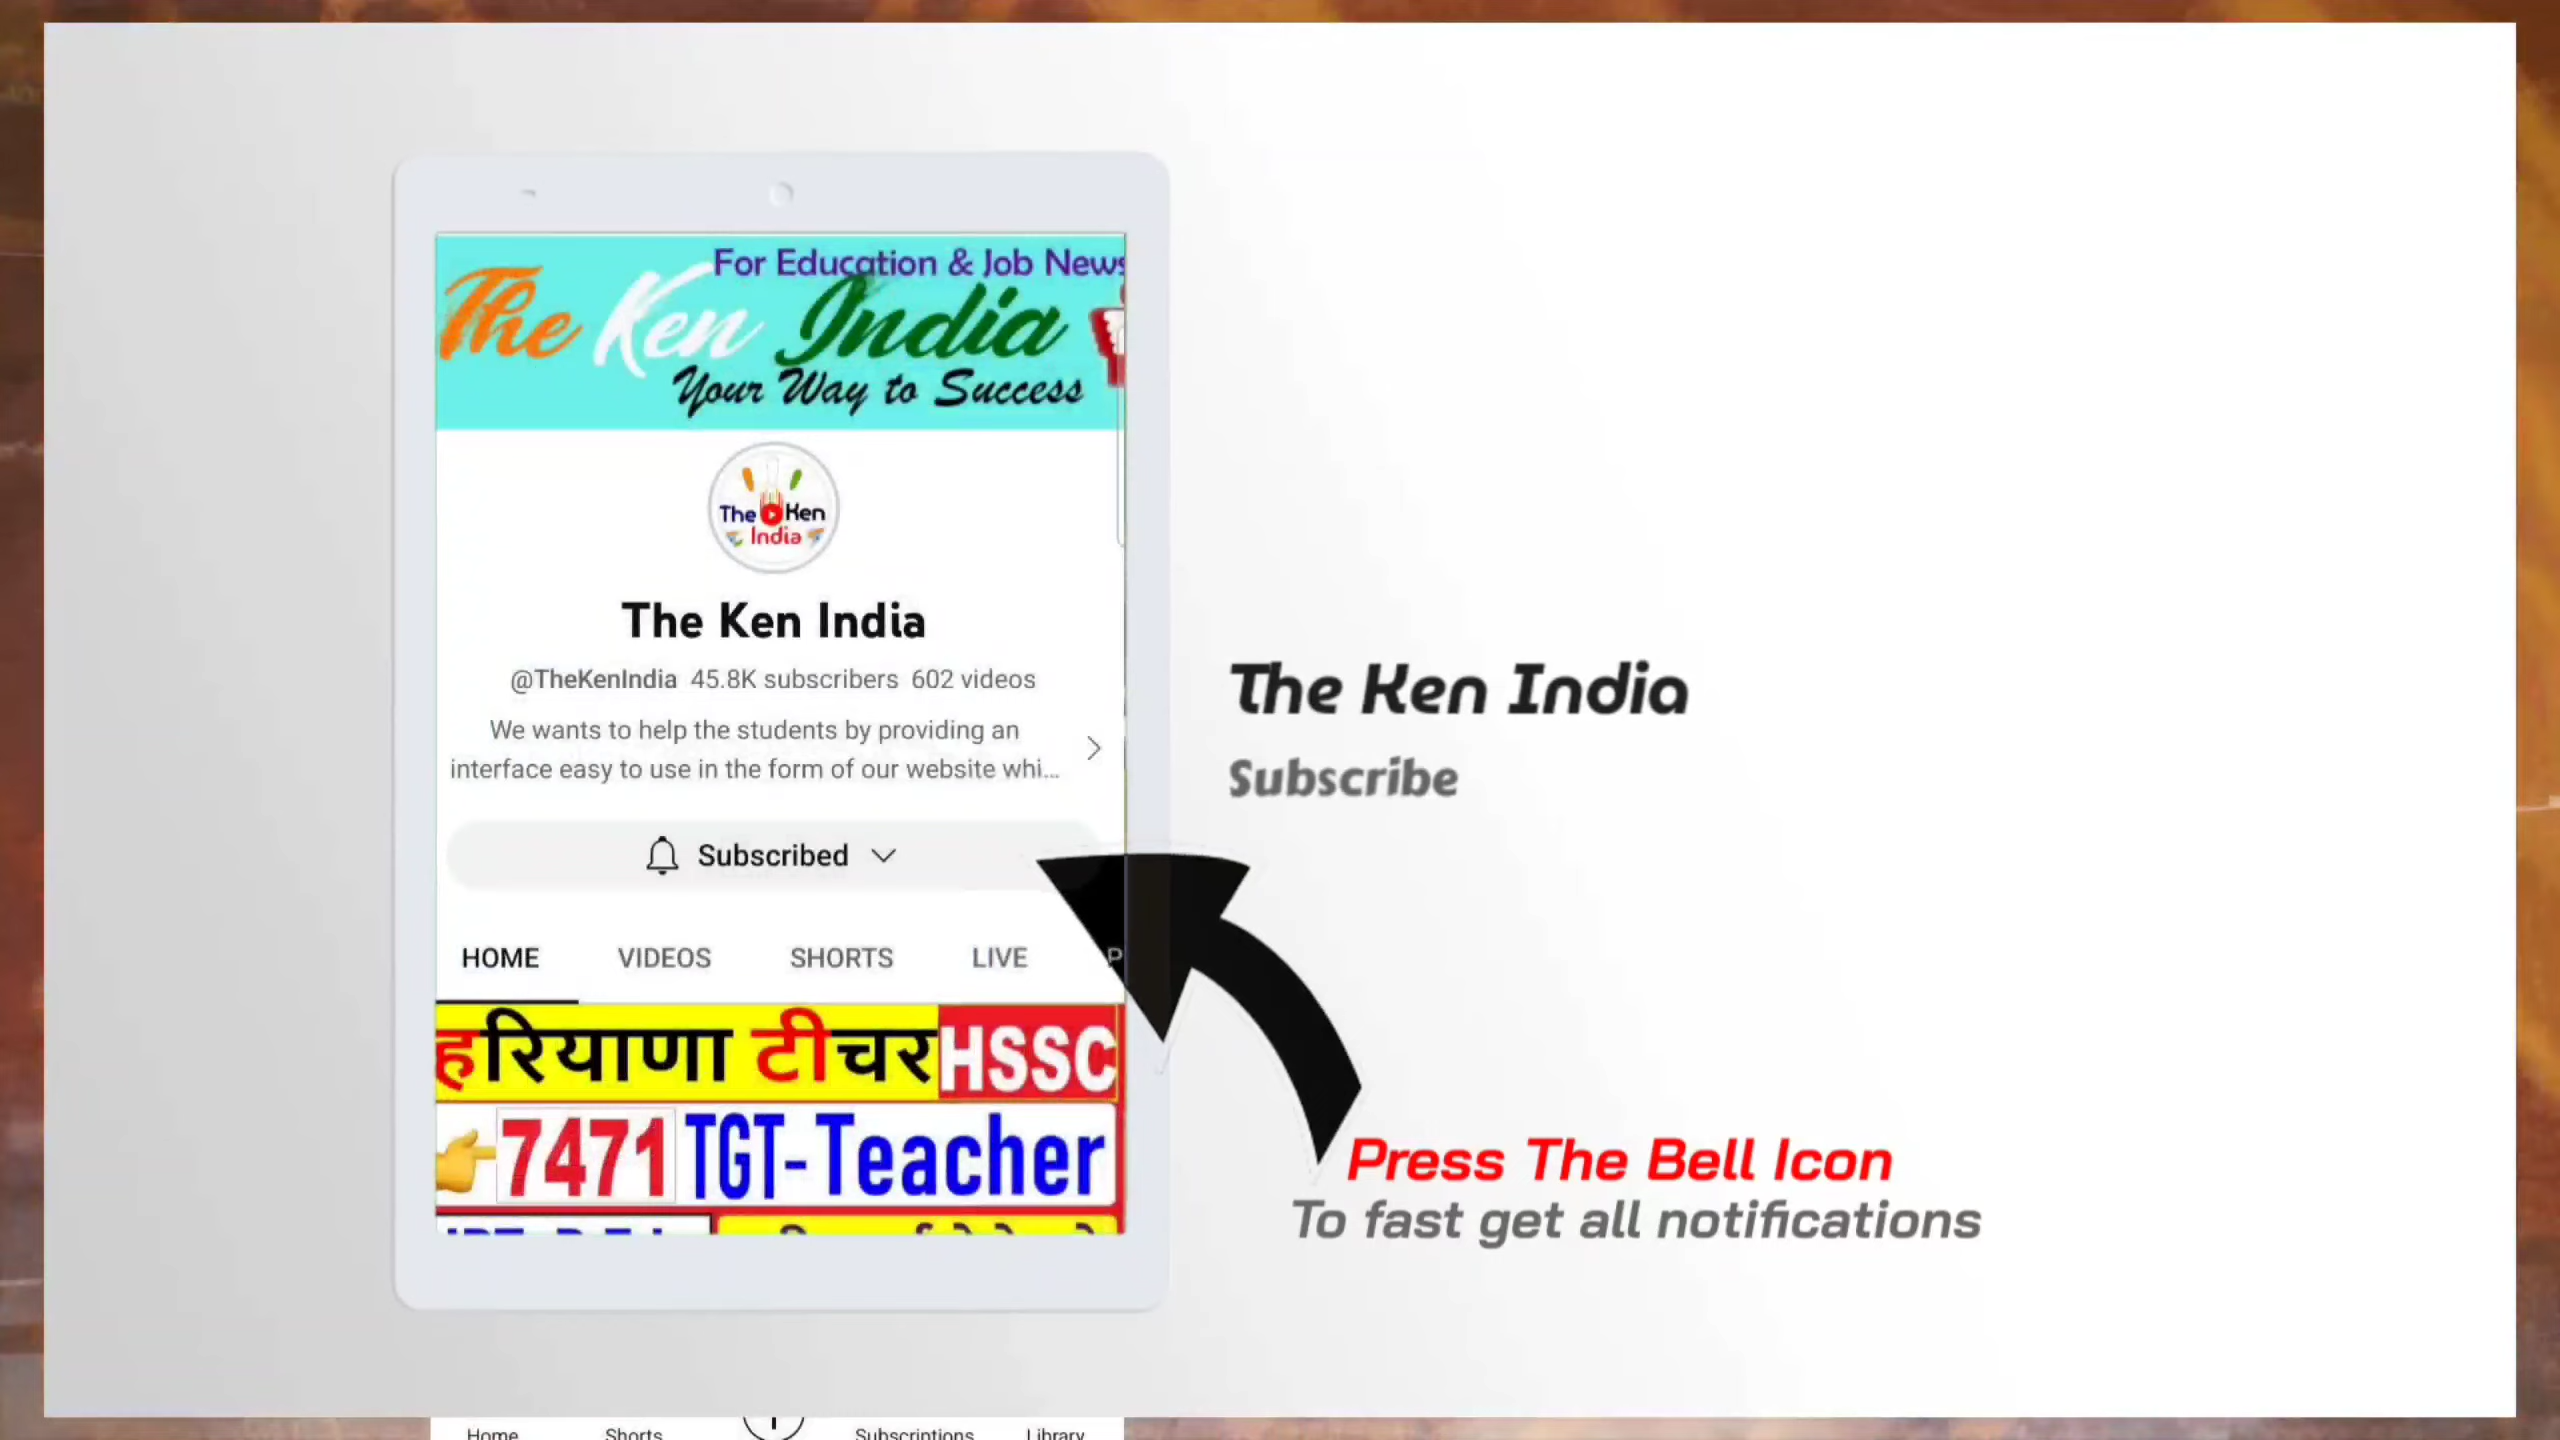 For Education & Job News
The Ken India
Your Way to Success
The Ken
India
The Ken India
@TheKenIndia 45.8K subscribers 602 videos
We wants to help the students by providing an
interface easy to use in the form of our website whi...
Subscribed
HOME VIDEOS SHORTS LIVE P
हरियाणा टीचर HSSC
7471 TGT-Teacher
The Ken India
Subscribe
Press The Bell Icon
To fast get all notifications
Home Shorts Subscriptions Library